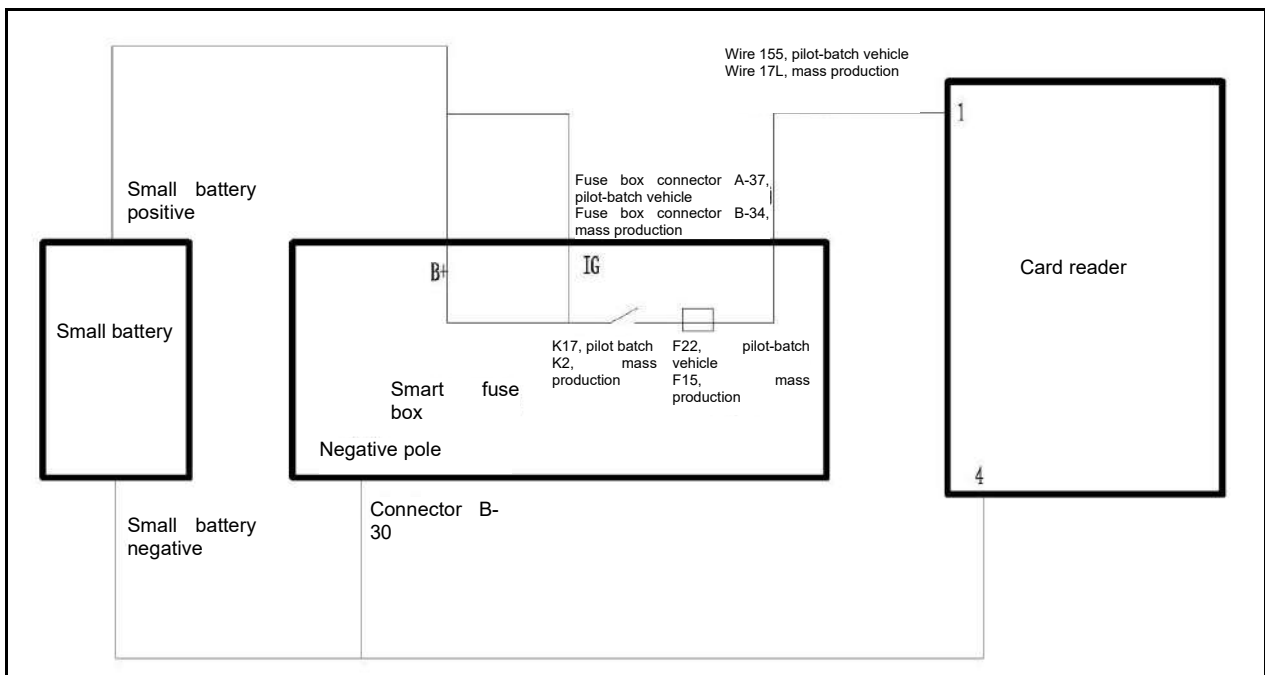 Wire 155, pilot-batch vehicle
Wire 17L, mass production
1
Small battery
positive
Fuse box connector A-37,
pilot-batch vehicle
Fuse box connector B-34,
mass production
B+
IG
Card reader
Small battery
K17, pilot batch
K2, mass
production
F22, pilot-batch
vehicle
F15, mass
production
Smart fuse
box
Negative pole
4
Connector B-
30
Small battery
negative